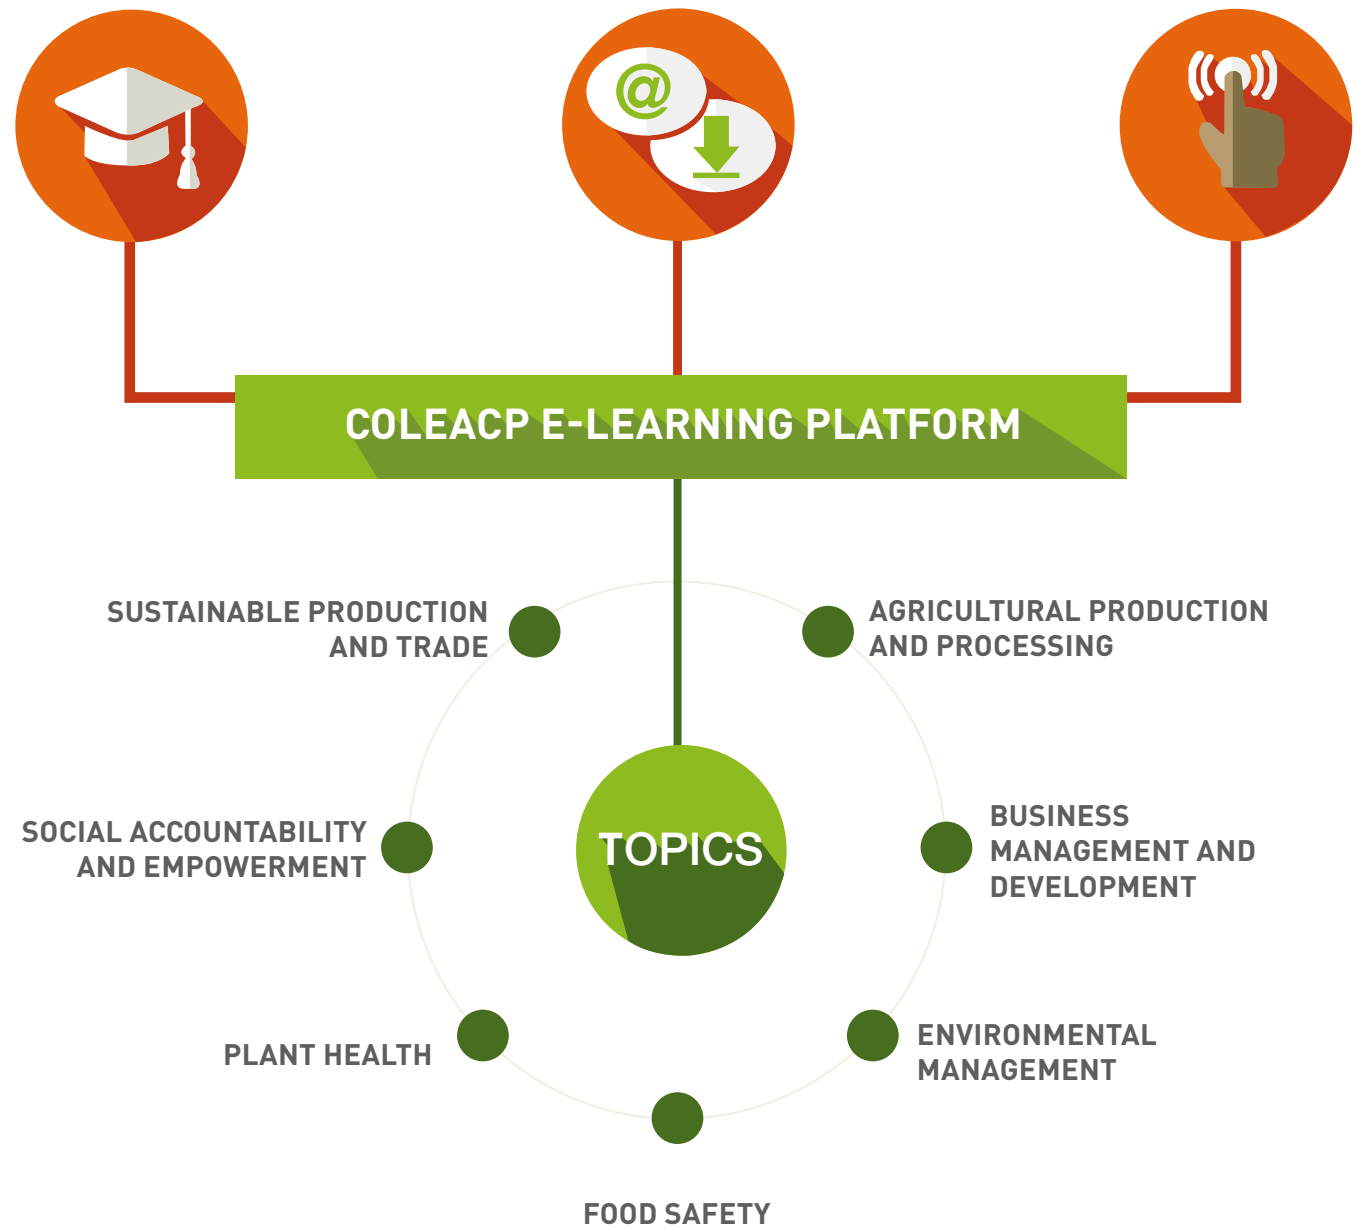 @
COLEACP E-LEARNING PLATFORM
SUSTAINABLE PRODUCTION
AND TRADE
AGRICULTURAL PRODUCTION
AND PROCESSING
SOCIAL ACCOUNTABILITY
AND EMPOWERMENT
TOPICS
BUSINESS
MANAGEMENT AND
DEVELOPMENT
PLANT HEALTH
ENVIRONMENTAL
MANAGEMENT
FOOD SAFETY